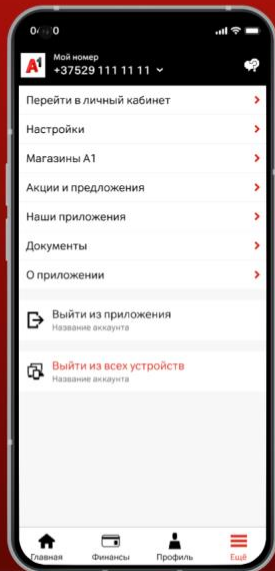 A1
Мой номер
+37529 111 11 11
Перейти в личный кабинет
Настройки
Магазины А1
Акции и предложения
Наши приложения
Документы
О приложении
Выйти из приложения
Название аккаунта
Выйти из всех устройств
Название аккаунта
Главная Финансы Профиль Ещё